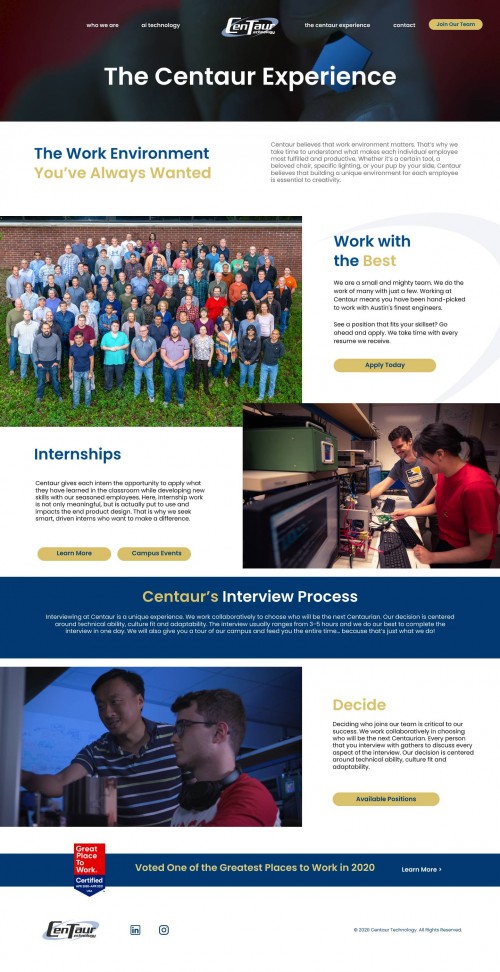 who we are
ai technology
CenTaur
technology
the centaur experience
contact
Join Our Team
The Centaur Experience
The Work Environment
You've Always Wanted
Centaur believes that work environment matters. That's why we
take time to understand what makes each individual employee
most fulfilled and productive. Whether it's a certain tool, a
beloved chair, specific lighting, or your pup by your side, Centaur
believes that building a unique environment for each employee
is essential to creativity.
Work with
the Best
We are a small and mighty team. We do the
work of many with just a few. Working at
Centaur means you have been hand-picked
to work with Austin's finest engineers.
See a position that fits your skillset? Go
ahead and apply. We take time with every
resume we receive.
Apply Today
Internships
Centaur gives each intern the opportunity to apply what
they have learned in the classroom while developing new
skills with our seasoned employees. Here, internship work
is not only meaningful, but is actually put to use and
impacts the end product design. That is why we seek
smart, driven interns who want to make a difference.
Learn More
Campus Events
Centaur's Interview Process
Interviewing at Centaur is a unique experience. We work collaboratively to choose who will be the next Centaurian. Our decision is centered
around technical ability, culture fit and adaptability. The interview usually ranges from 3-5 hours and we do our best to complete the
interview in one day. We will also give you a tour of our campus and feed you the entire time... because that's just what we do!
Decide
Deciding who joins our team is critical to our
success. We work collaboratively in choosing
who will be the next Centaurian. Every person
that you interview with gathers to discuss every
aspect of the interview. Our decision is centered
around technical ability, culture fit and
adaptability.
Available Positions
Great
Place
To
Work.
Certified
APR 2020-APR 2021
USA
Voted One of the Greatest Places to Work in 2020
Learn More >
CenTaur
technology
© 2020 Centaur Technology. All Rights Reserved.